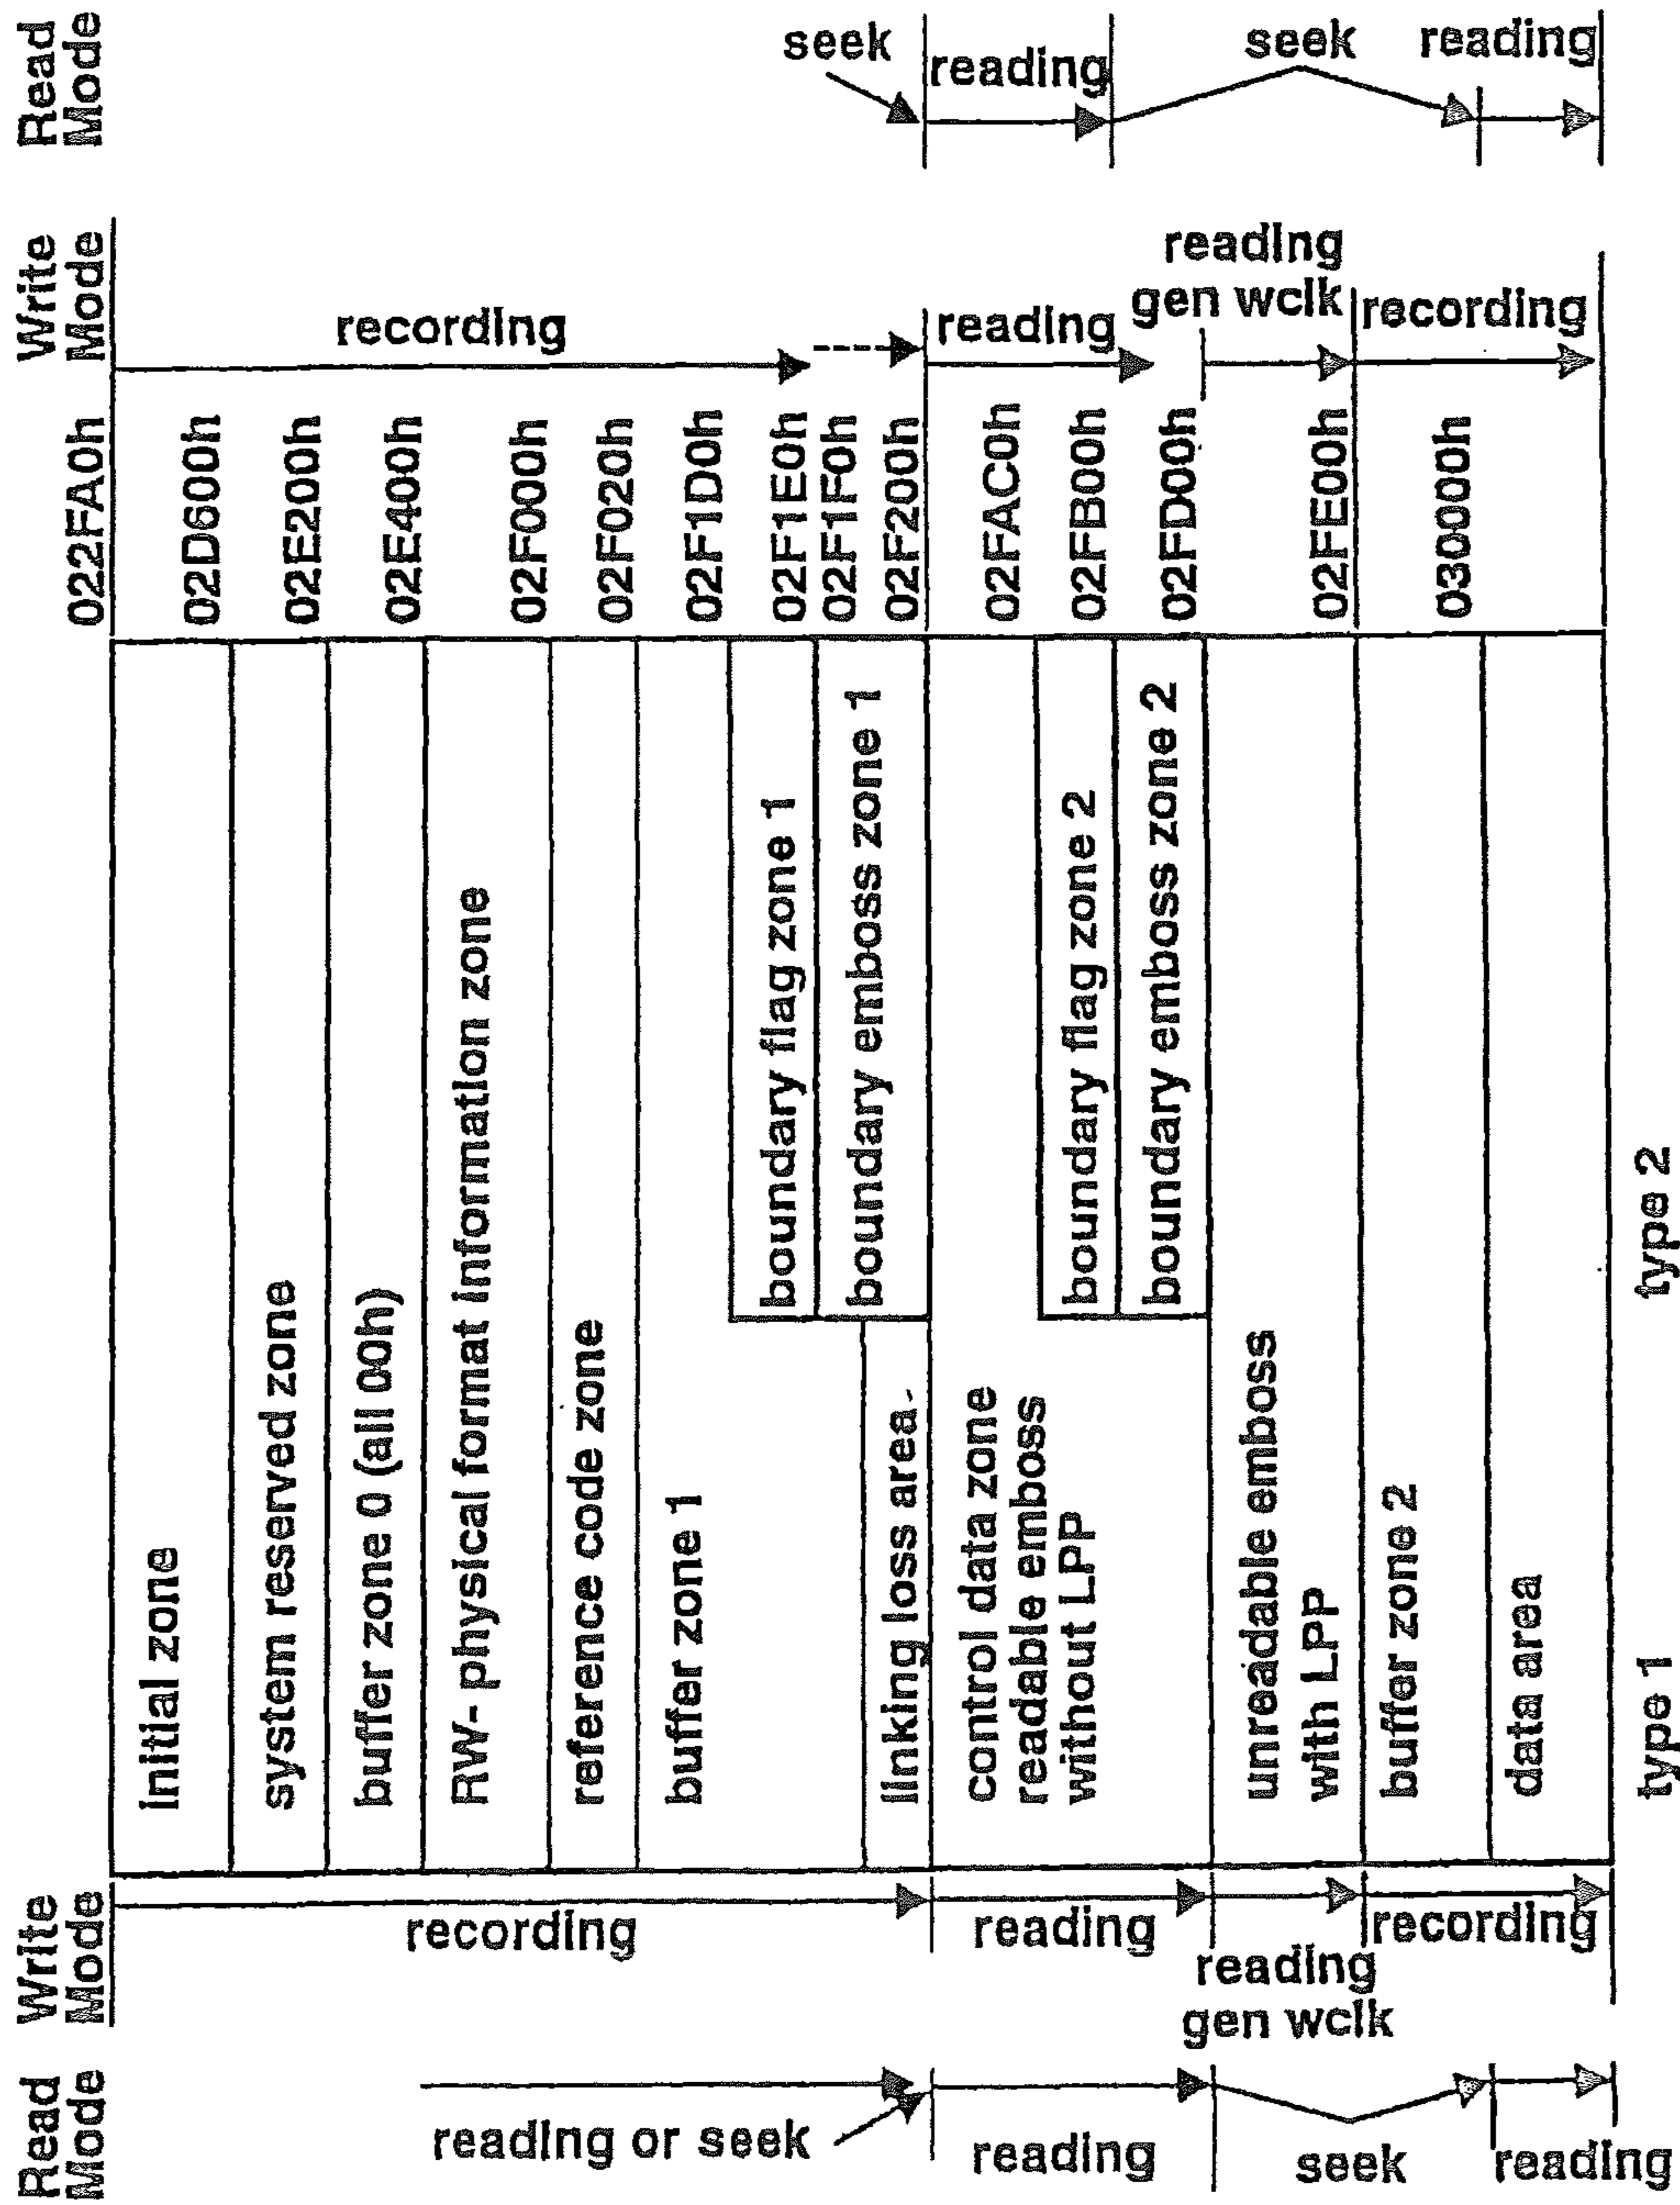 Read
Mode
seek
reading
seek
reading
Write
Mode
recording
reading
reading
gen wclk
recording
022FA0h
02D600h
02E200h
02E400h
02F000h
02F020h
02F1D0h
02F1E0h
02F1F0h
02F200h
02FAC0h
02FB00h
02FD00h
02FE00h
030000h
initial zone
system reserved zone
buffer zone 0 (all 00h)
RW- physical format information zone
reference code zone
buffer zone 1
boundary flag zone 1
boundary emboss zone 1
linking loss area
control data zone
readable emboss
without LPP
boundary flag zone 2
boundary emboss zone 2
unreadable emboss
with LPP
buffer zone 2
data area
type 1
type 2
Write
Mode
recording
reading
reading
gen wclk
recording
Read
Mode
reading or seek
reading
seek
reading